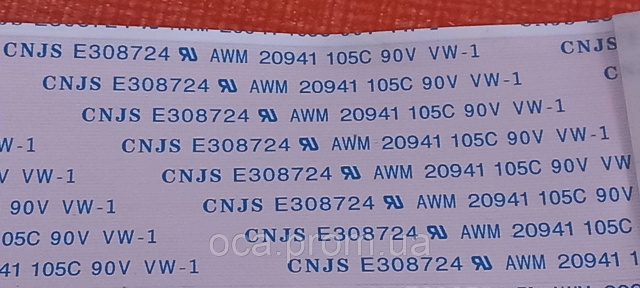 CNJS E308724 AWM 20941 105C 90V VW-1 CNJS
CNJS E308724 AWM 20941 105C 90V VW-1 C
CNJS E308724 AWM 20941 105C 90V VW-1
W-1 CNJS E308724 AWM 20941 105C 90V VW-1
V VW-1 CNJS E308724 AWM 20941 105C 90V VW
90V VW-1 CNJS E308724 AWM 20941 105C 90V
05C 90V VW-1 CNJS E308724 AWM 20941 105C
oca.prom.ua
41 105C 90V VW-1 CNJS E308724 AWM 20941